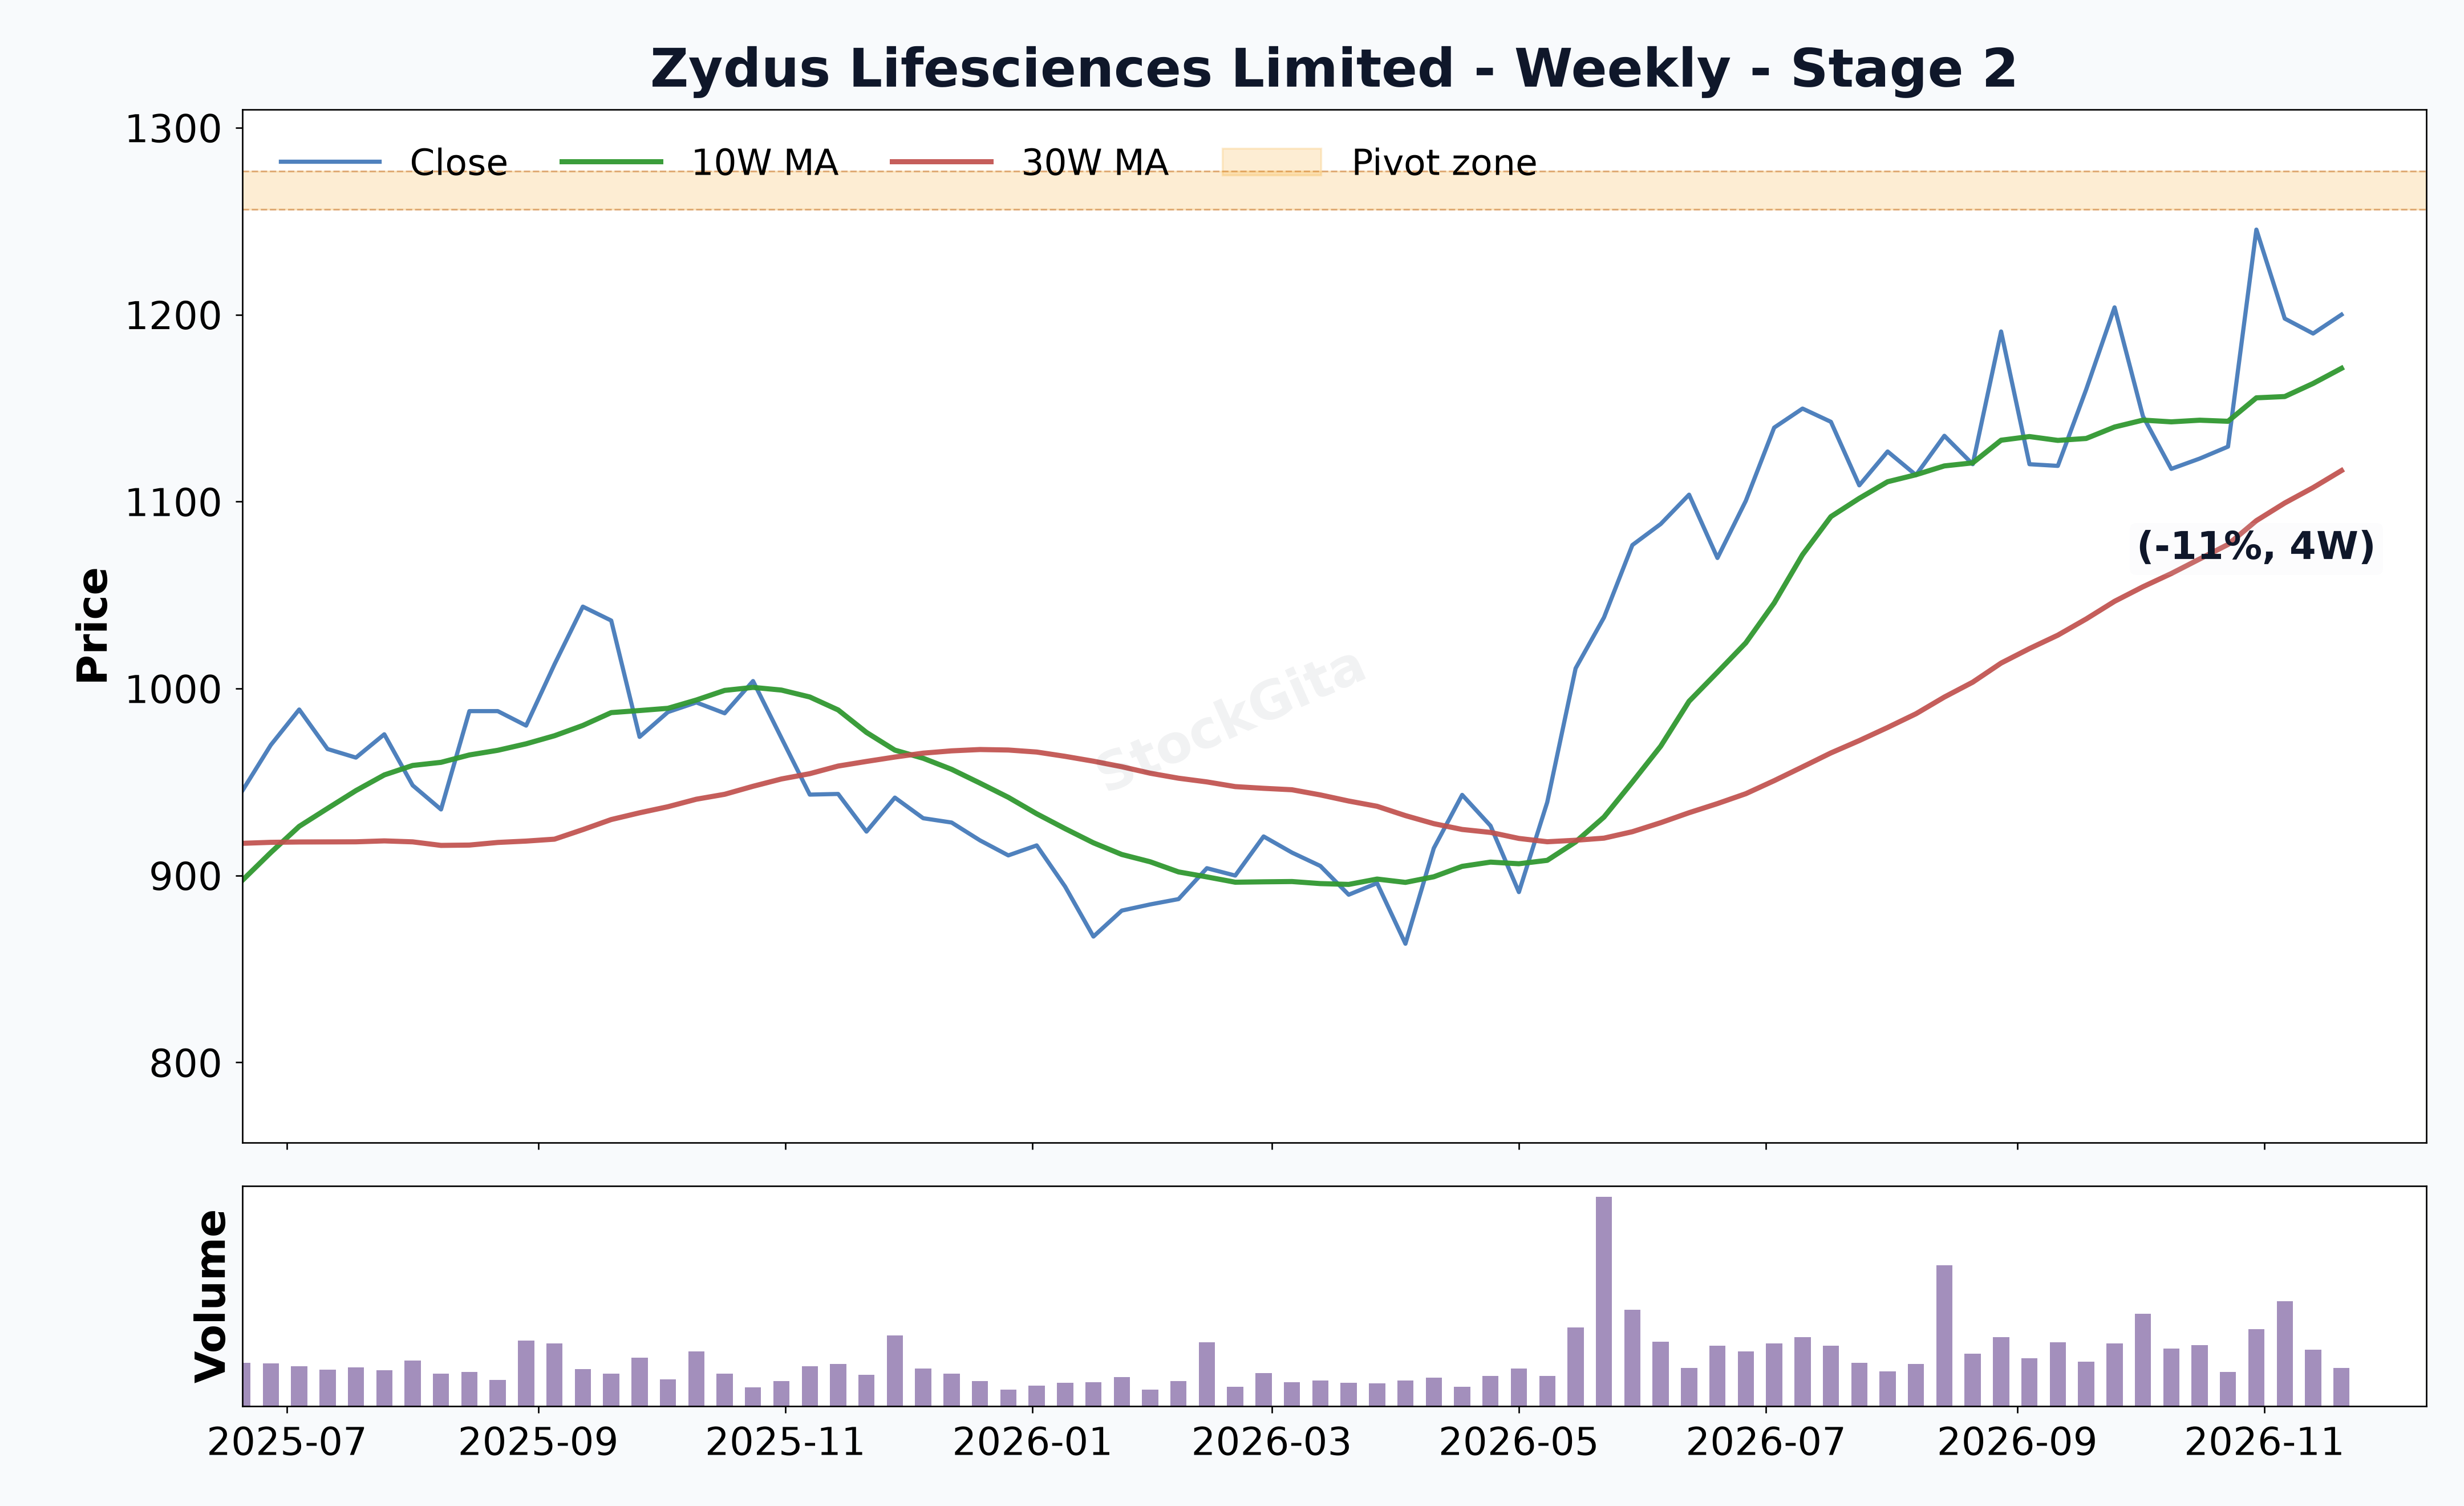 Zydus Lifesciences Limited - Weekly - Stage 2
Close 10W MA 30W MA Pivot zone
1300
1200
1100
1000
900
800
Price
(-11%, 4W)
StockGita
Volume
2025-07 2025-09 2025-11 2026-01 2026-03 2026-05 2026-07 2026-09 2026-11